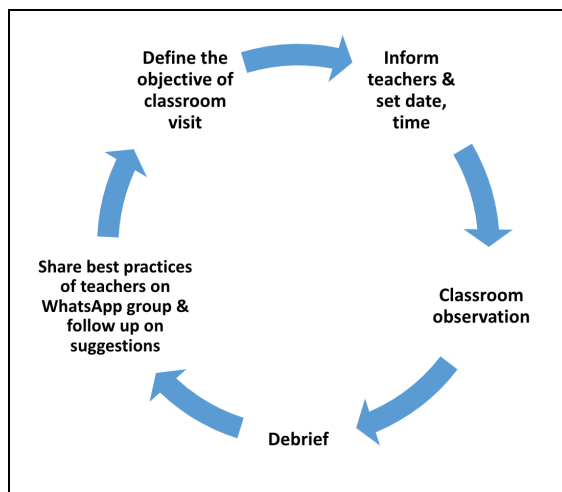 Define the
objective of
classroom
visit
Inform
teachers &
set date,
time
Classroom
observation
Debrief
Share best practices
of teachers on
WhatsApp group &
follow up on
suggestions